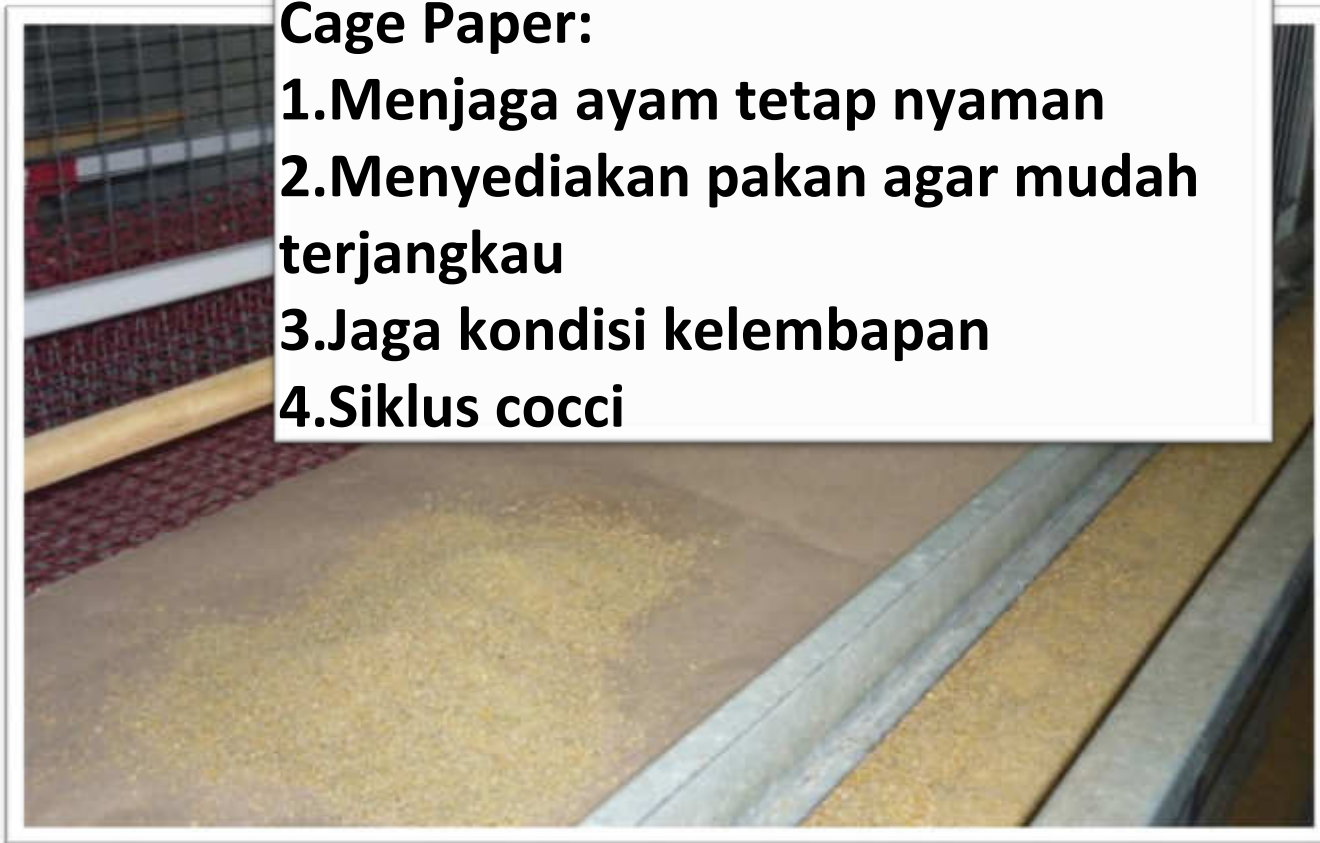 Cage Paper:
1.Menjaga ayam tetap nyaman
2.Menyediakan pakan agar mudah
terjangkau
3.Jaga kondisi kelembapan
4.Siklus cocci